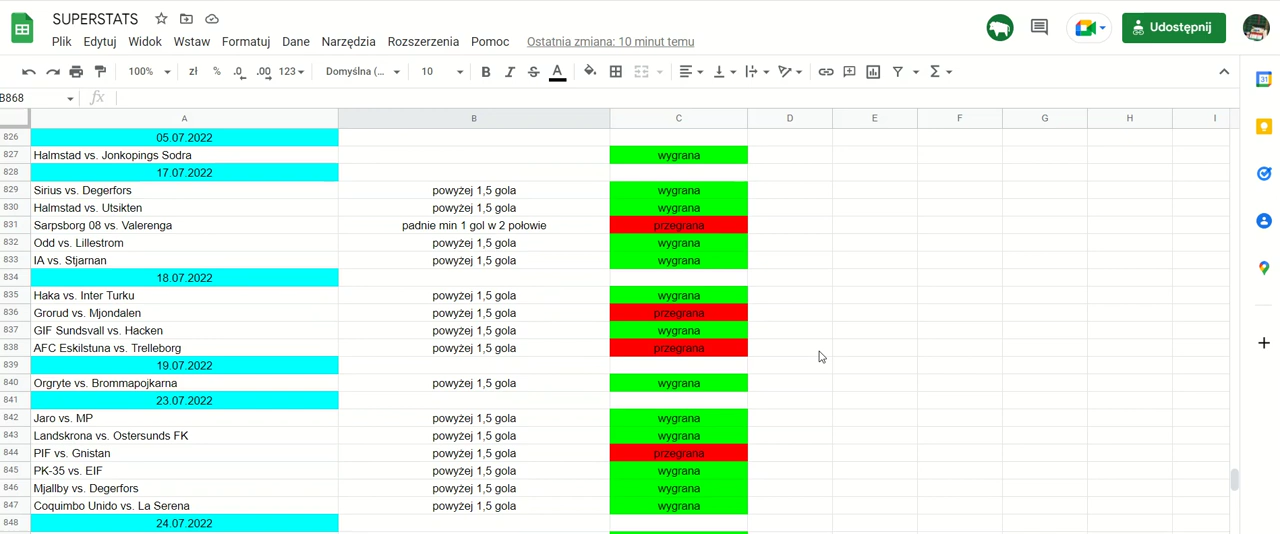 SUPERSTATS
Plik Edytuj Widok Wstaw Formatuj Dane Narzędzia Rozszerzenia Pomoc Ostatnia zmiana: 10 minut temu
Udostępnij
100% zł % .0 .00 123 Domyślna (... 10 B I S A
31
B868 fx
A B C D E F G H I
826 05.07.2022
827 Halmstad vs. Jonkopings Sodra wygrana
828 17.07.2022
829 Sirius vs. Degerfors powyżej 1,5 gola wygrana
830 Halmstad vs. Utsikten powyżej 1,5 gola wygrana
831 Sarpsborg 08 vs. Valerenga padnie min 1 gol w 2 połowie przegrana
832 Odd vs. Lillestrom powyżej 1,5 gola wygrana
833 IA vs. Stjarnan powyżej 1,5 gola wygrana
834 18.07.2022
835 Haka vs. Inter Turku powyżej 1,5 gola wygrana
836 Grorud vs. Mjondalen powyżej 1,5 gola przegrana
837 GIF Sundsvall vs. Hacken powyżej 1,5 gola wygrana
838 AFC Eskilstuna vs. Trelleborg powyżej 1,5 gola przegrana
839 19.07.2022
840 Orgryte vs. Brommapojkarna powyżej 1,5 gola wygrana
841 23.07.2022
842 Jaro vs. MP powyżej 1,5 gola wygrana
843 Landskrona vs. Ostersunds FK powyżej 1,5 gola wygrana
844 PIF vs. Gnistan powyżej 1,5 gola przegrana
845 PK-35 vs. EIF powyżej 1,5 gola wygrana
846 Mjallby vs. Degerfors powyżej 1,5 gola wygrana
847 Coquimbo Unido vs. La Serena powyżej 1,5 gola wygrana
848 24.07.2022